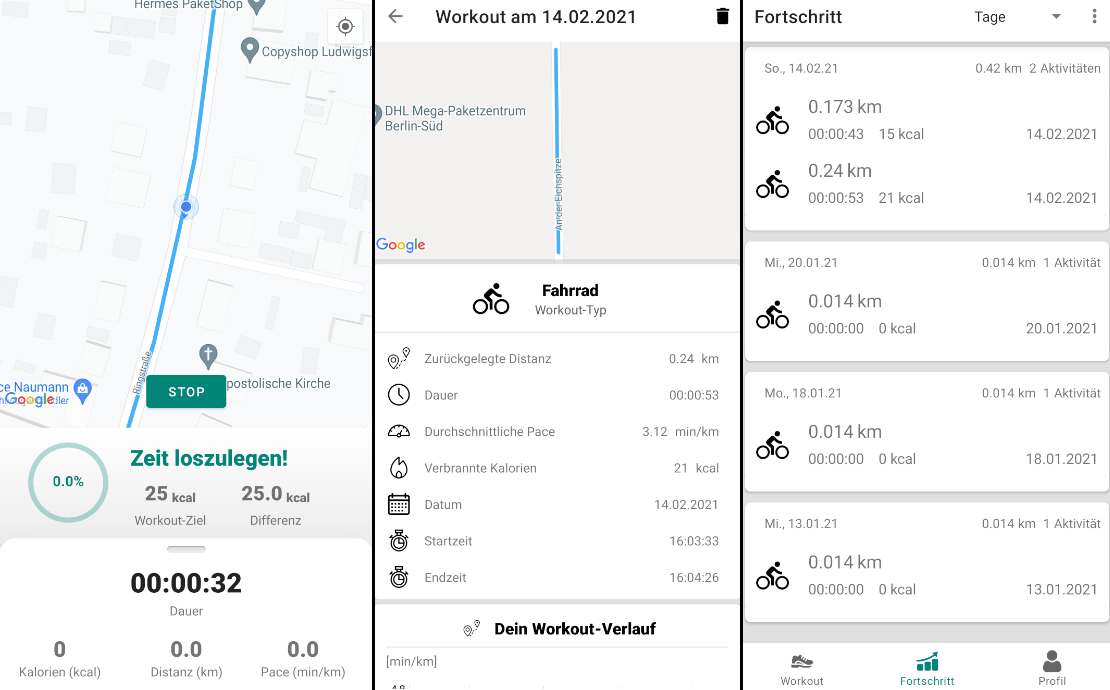 Hermes PaketShop
Copyshop Ludwigsf
Ringstraße
ce Naumann
Google
dler
postolische Kirche
STOP
0.0%
Zeit loszulegen!
25 kcal
25.0 kcal
Workout-Ziel
Differenz
00:00:32
Dauer
0
0.0
0.0
Kalorien (kcal)
Distanz (km)
Pace (min/km)
Workout am 14.02.2021
DHL Mega-Paketzentrum
Berlin-Süd
An der Eichspitze
Google
Fahrrad
Workout-Typ
Zurückgelegte Distanz 0.24 km
Dauer 00:00:53
Durchschnittliche Pace 3.12 min/km
Verbrannte Kalorien 21 kcal
Datum 14.02.2021
Startzeit 16:03:33
Endzeit 16:04:26
Dein Workout-Verlauf
[min/km]
Fortschritt
Tage
So., 14.02.21 0.42 km 2 Aktivitäten
0.173 km
00:00:43 15 kcal 14.02.2021
0.24 km
00:00:53 21 kcal 14.02.2021
Mi., 20.01.21 0.014 km 1 Aktivität
0.014 km
00:00:00 0 kcal 20.01.2021
Mo., 18.01.21 0.014 km 1 Aktivität
0.014 km
00:00:00 0 kcal 18.01.2021
Mi., 13.01.21 0.014 km 1 Aktivität
0.014 km
00:00:00 0 kcal 13.01.2021
Workout
Fortschritt
Profil